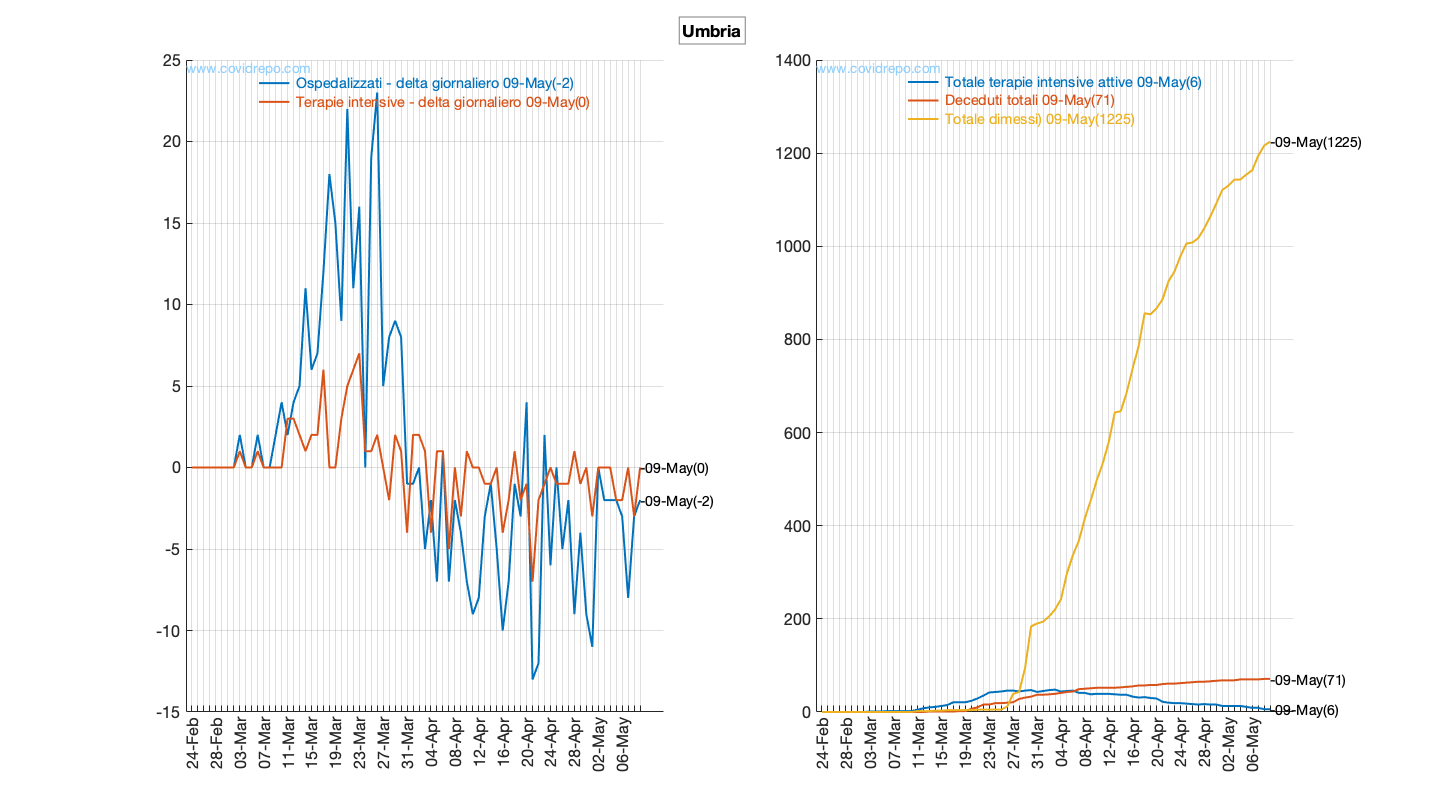 Umbria
www.covidrepo.com
Ospedalizzati - delta giornaliero 09-May(-2)
Terapie intensive - delta giornaliero 09-May(0)
25
20
15
10
5
0
-5
-10
-15
-09-May(0)
-09-May(-2)
24-Feb
28-Feb
03-Mar
07-Mar
11-Mar
15-Mar
19-Mar
23-Mar
27-Mar
31-Mar
04-Apr
08-Apr
12-Apr
16-Apr
20-Apr
24-Apr
28-Apr
02-May
06-May
www.covidrepo.com
Totale terapie intensive attive 09-May(6)
Deceduti totali 09-May(71)
Totale dimessi) 09-May(1225)
1400
1200
1000
800
600
400
200
0
-09-May(1225)
-09-May(71)
-09-May(6)
24-Feb
28-Feb
03-Mar
07-Mar
11-Mar
15-Mar
19-Mar
23-Mar
27-Mar
31-Mar
04-Apr
08-Apr
12-Apr
16-Apr
20-Apr
24-Apr
28-Apr
02-May
06-May